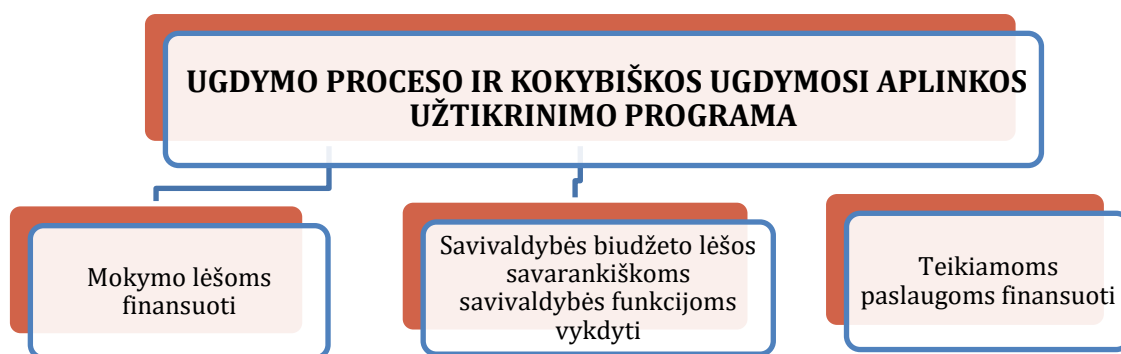 UGDYMO PROCESO IR KOKYBIŠKOS UGDYMOSI APLINKOS
UŽTIKRINIMO PROGRAMA
Mokymo lėšoms
finansuoti
Savivaldybės biudžeto lėšos
savarankiškoms
savivaldybės funkcijoms
vykdyti
Teikiamoms
paslaugoms finansuoti